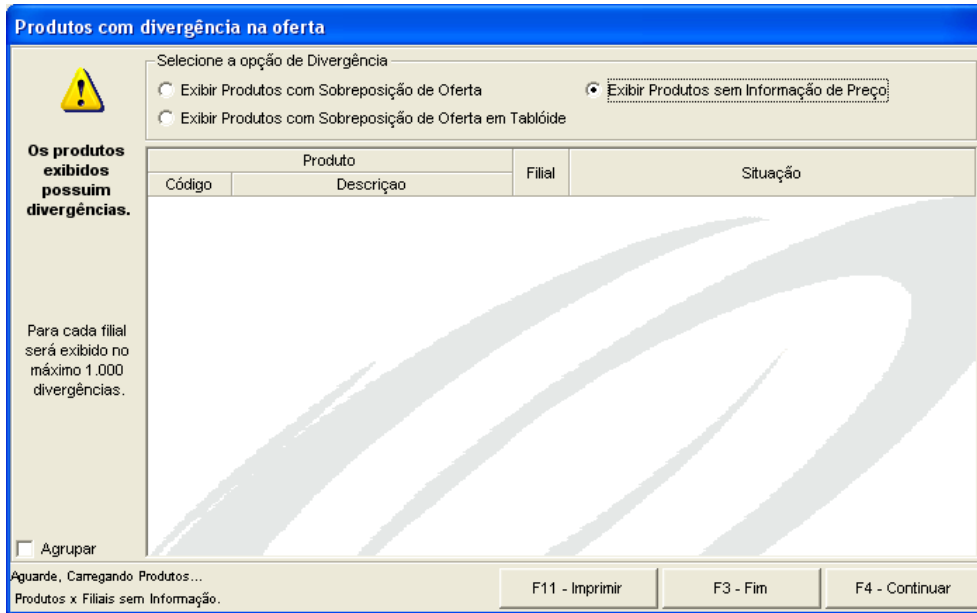 Produtos com divergência na oferta
Selecione a opção de Divergência
Exibir Produtos com Sobreposição de Oferta
Exibir Produtos sem Informação de Preço
Exibir Produtos com Sobreposição de Oferta em Tablóide
Os produtos
exibidos
possuim
divergências.
Para cada filial
será exibido no
máximo 1.000
divergências.
Produto
Filial
Situação
Código
Descriçao
Agrupar
Aguarde, Carregando Produtos...
Produtos x Filiais sem Informação.
F11 - Imprimir
F3 - Fim
F4 - Continuar